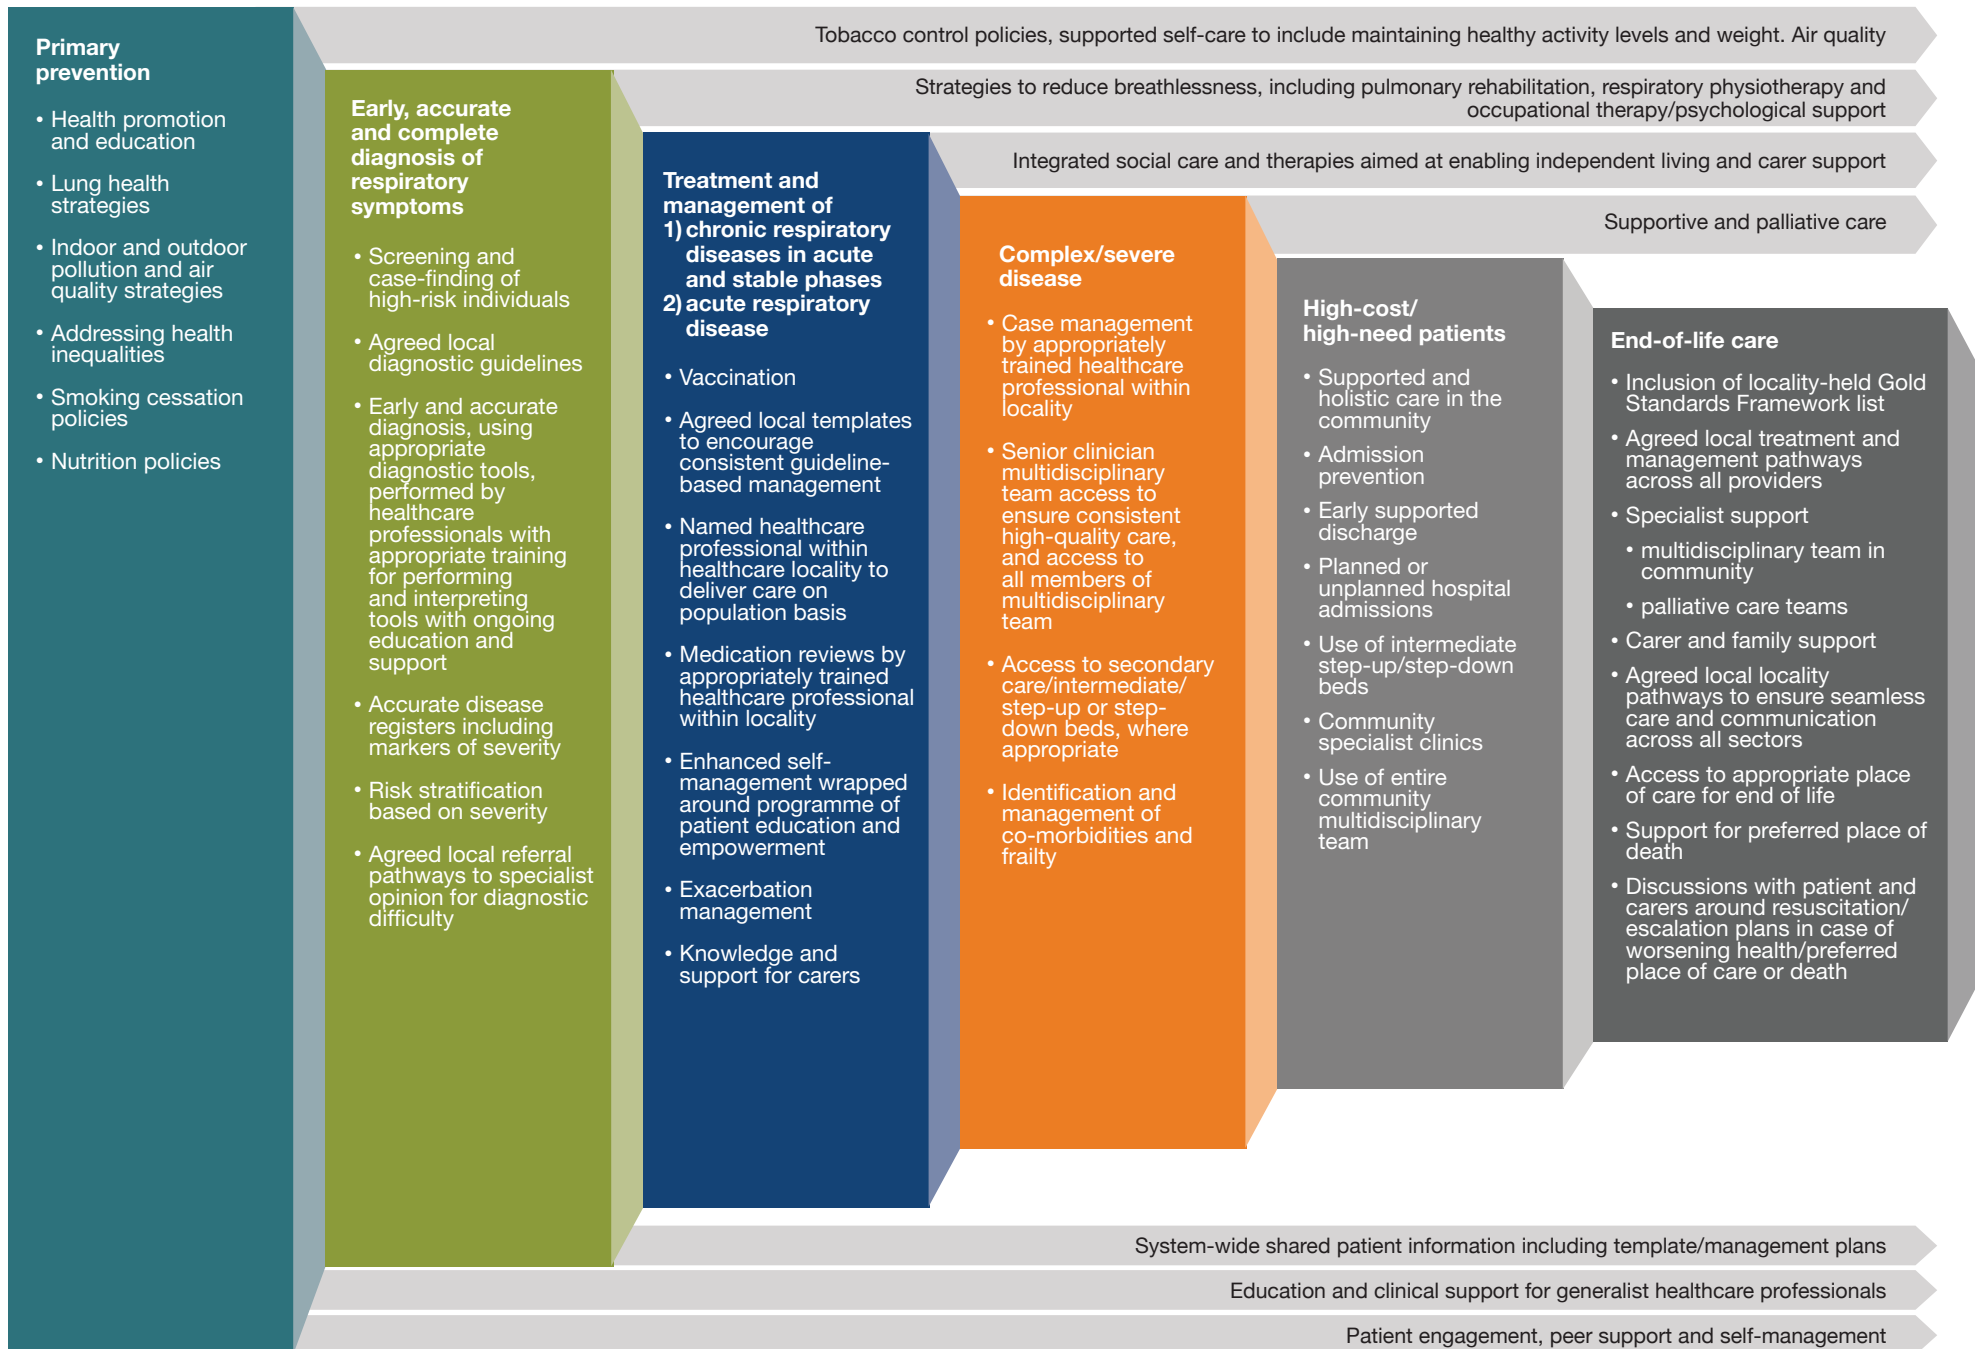 Primary
prevention
• Health promotion
and education
• Lung health
strategies
• Indoor and outdoor
pollution and air
quality strategies
• Addressing health
inequalities
• Smoking cessation
policies
• Nutrition policies
Tobacco control policies, supported self-care to include maintaining healthy activity levels and weight. Air quality
Strategies to reduce breathlessness, including pulmonary rehabilitation, respiratory physiotherapy and
occupational therapy/psychological support
Integrated social care and therapies aimed at enabling independent living and carer support
Supportive and palliative care
Early, accurate
and complete
diagnosis of
respiratory
symptoms
• Screening and
case-finding of
high-risk individuals
• Agreed local
diagnostic guidelines
• Early and accurate
diagnosis, using
appropriate
diagnostic tools,
performed by
healthcare
professionals with
appropriate training
for performing
and interpreting
tools with ongoing
education and
support
• Accurate disease
registers including
markers of severity
• Risk stratification
based on severity
• Agreed local referral
pathways to specialist
opinion for diagnostic
difficulty
Treatment and
management of
1) chronic respiratory
diseases in acute
and stable phases
2) acute respiratory
disease
• Vaccination
• Agreed local templates
to encourage
consistent guideline-
based management
• Named healthcare
professional within
healthcare locality to
deliver care on
population basis
• Medication reviews by
appropriately trained
healthcare professional
within locality
• Enhanced self-
management wrapped
around programme of
patient education and
empowerment
• Exacerbation
management
• Knowledge and
support for carers
Complex/severe
disease
• Case management
by appropriately
trained healthcare
professional within
locality
• Senior clinician
multidisciplinary
team access to
ensure consistent
high-quality care,
and access to
all members of
multidisciplinary
team
• Access to secondary
care/intermediate/
step-up or step-
down beds, where
appropriate
• Identification and
management of
co-morbidities and
frailty
High-cost/
high-need patients
• Supported and
holistic care in the
community
• Admission
prevention
• Early supported
discharge
• Planned or
unplanned hospital
admissions
• Use of intermediate
step-up/step-down
beds
• Community
specialist clinics
• Use of entire
community
multidisciplinary
team
End-of-life care
• Inclusion of locality-held Gold
Standards Framework list
• Agreed local treatment and
management pathways
across all providers
• Specialist support
• multidisciplinary team in
community
• palliative care teams
• Carer and family support
• Agreed local locality
pathways to ensure seamless
care and communication
across all sectors
• Access to appropriate place
of care for end of life
• Support for preferred place of
death
• Discussions with patient and
carers around resuscitation/
escalation plans in case of
worsening health/preferred
place of care or death
System-wide shared patient information including template/management plans
Education and clinical support for generalist healthcare professionals
Patient engagement, peer support and self-management